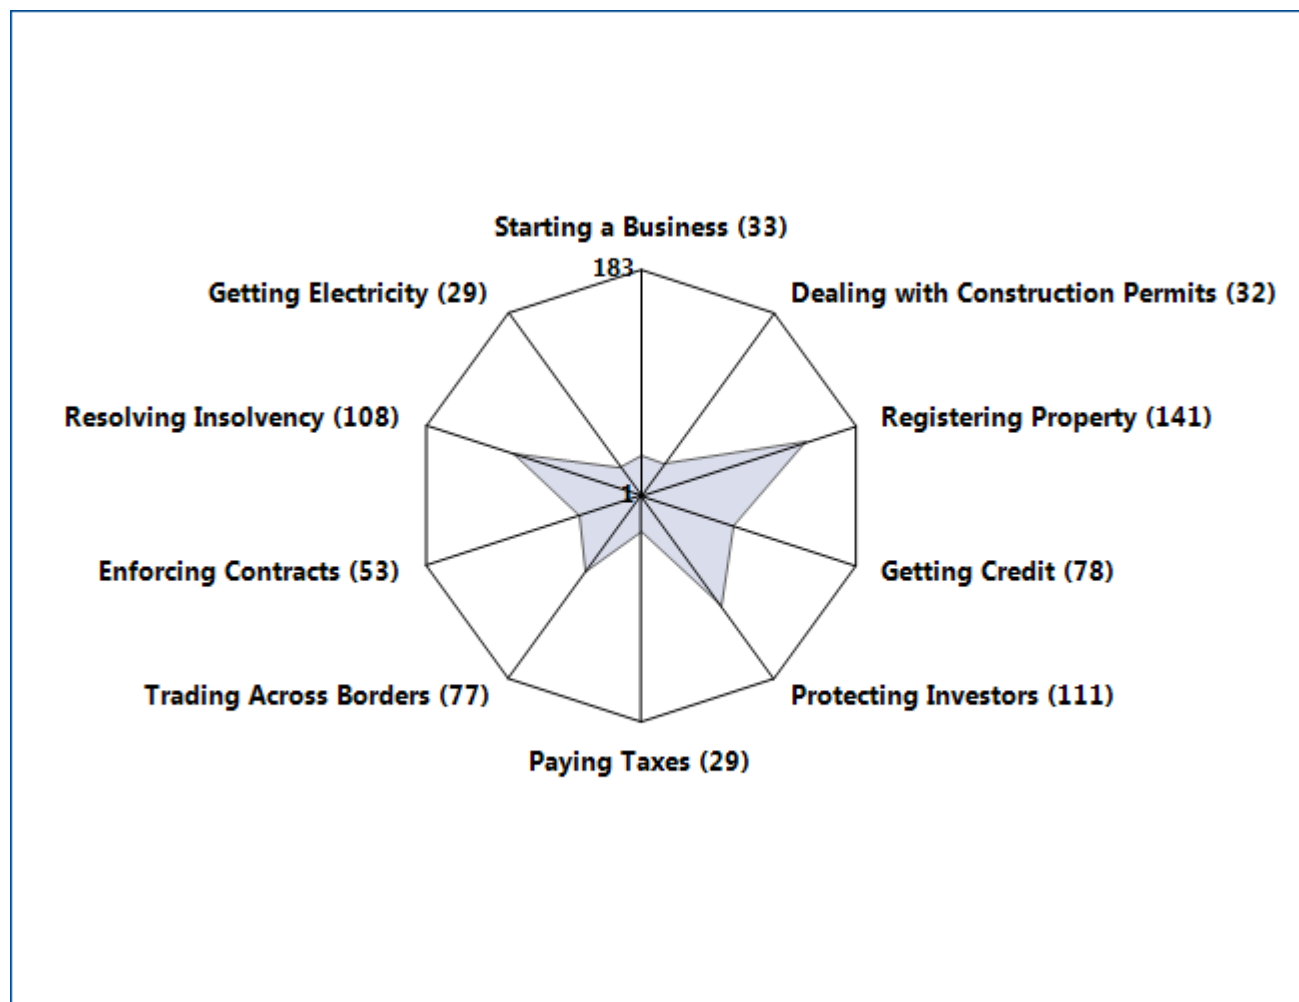 Starting a Business (33)
183
Getting Electricity (29)
Dealing with Construction Permits (32)
Resolving Insolvency (108)
Registering Property (141)
1
Enforcing Contracts (53)
Getting Credit (78)
Trading Across Borders (77)
Protecting Investors (111)
Paying Taxes (29)